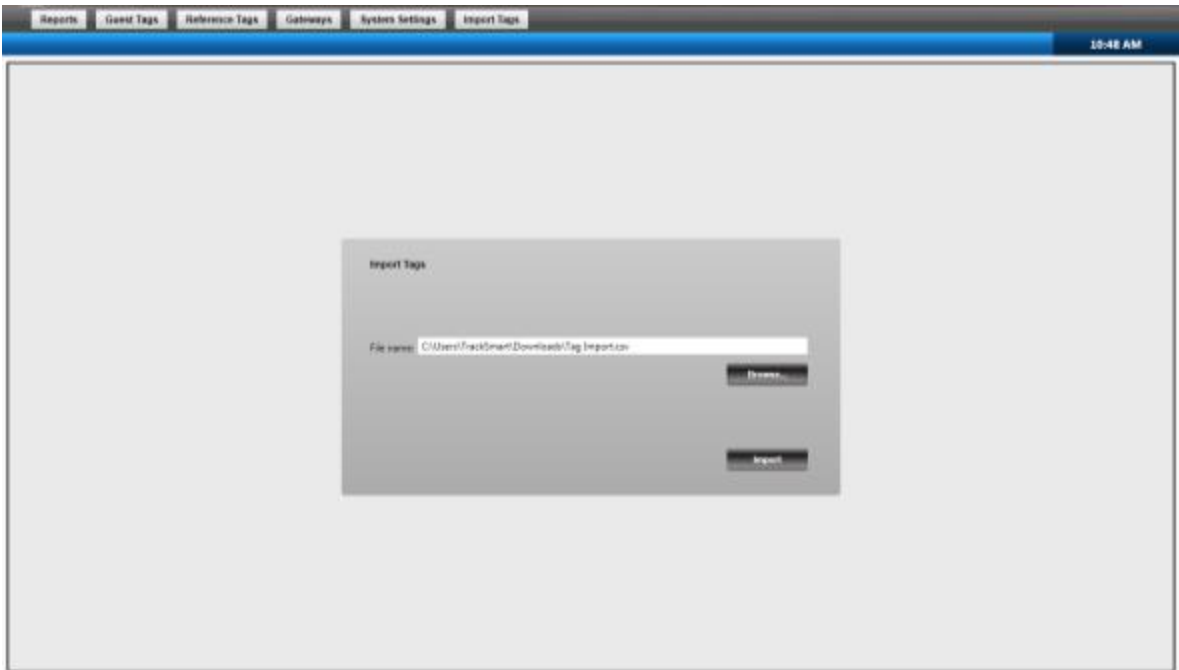 Reports Guest Tags Reference Tags Gateways System Settings Import Tags
10:48 AM
Import Tags
File name: C:\Users\TrackSmart\Downloads\Tag Import.csv
Browse...
Import